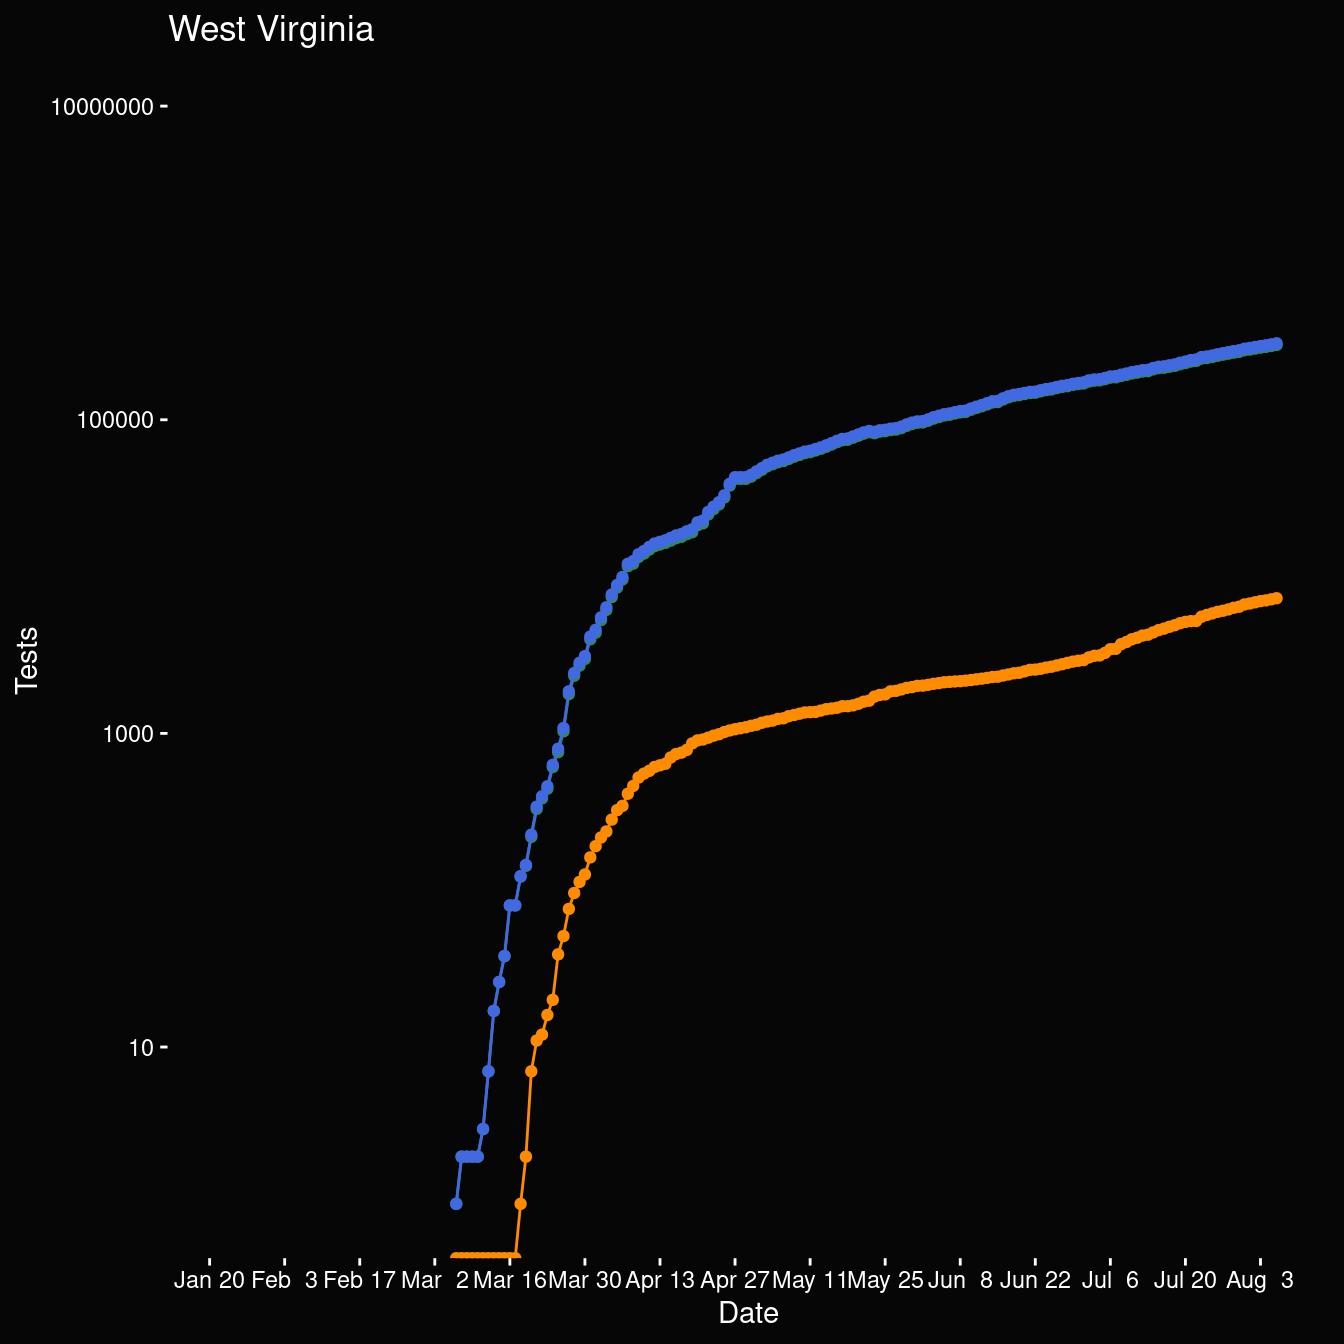 West Virginia
10000000
100000
1000
10
Tests
Jan 20 Feb 3 Feb 17 Mar 2 Mar 16 Mar 30 Apr 13 Apr 27 May 11 May 25 Jun 8 Jun 22 Jul 6 Jul 20 Aug 3
Date